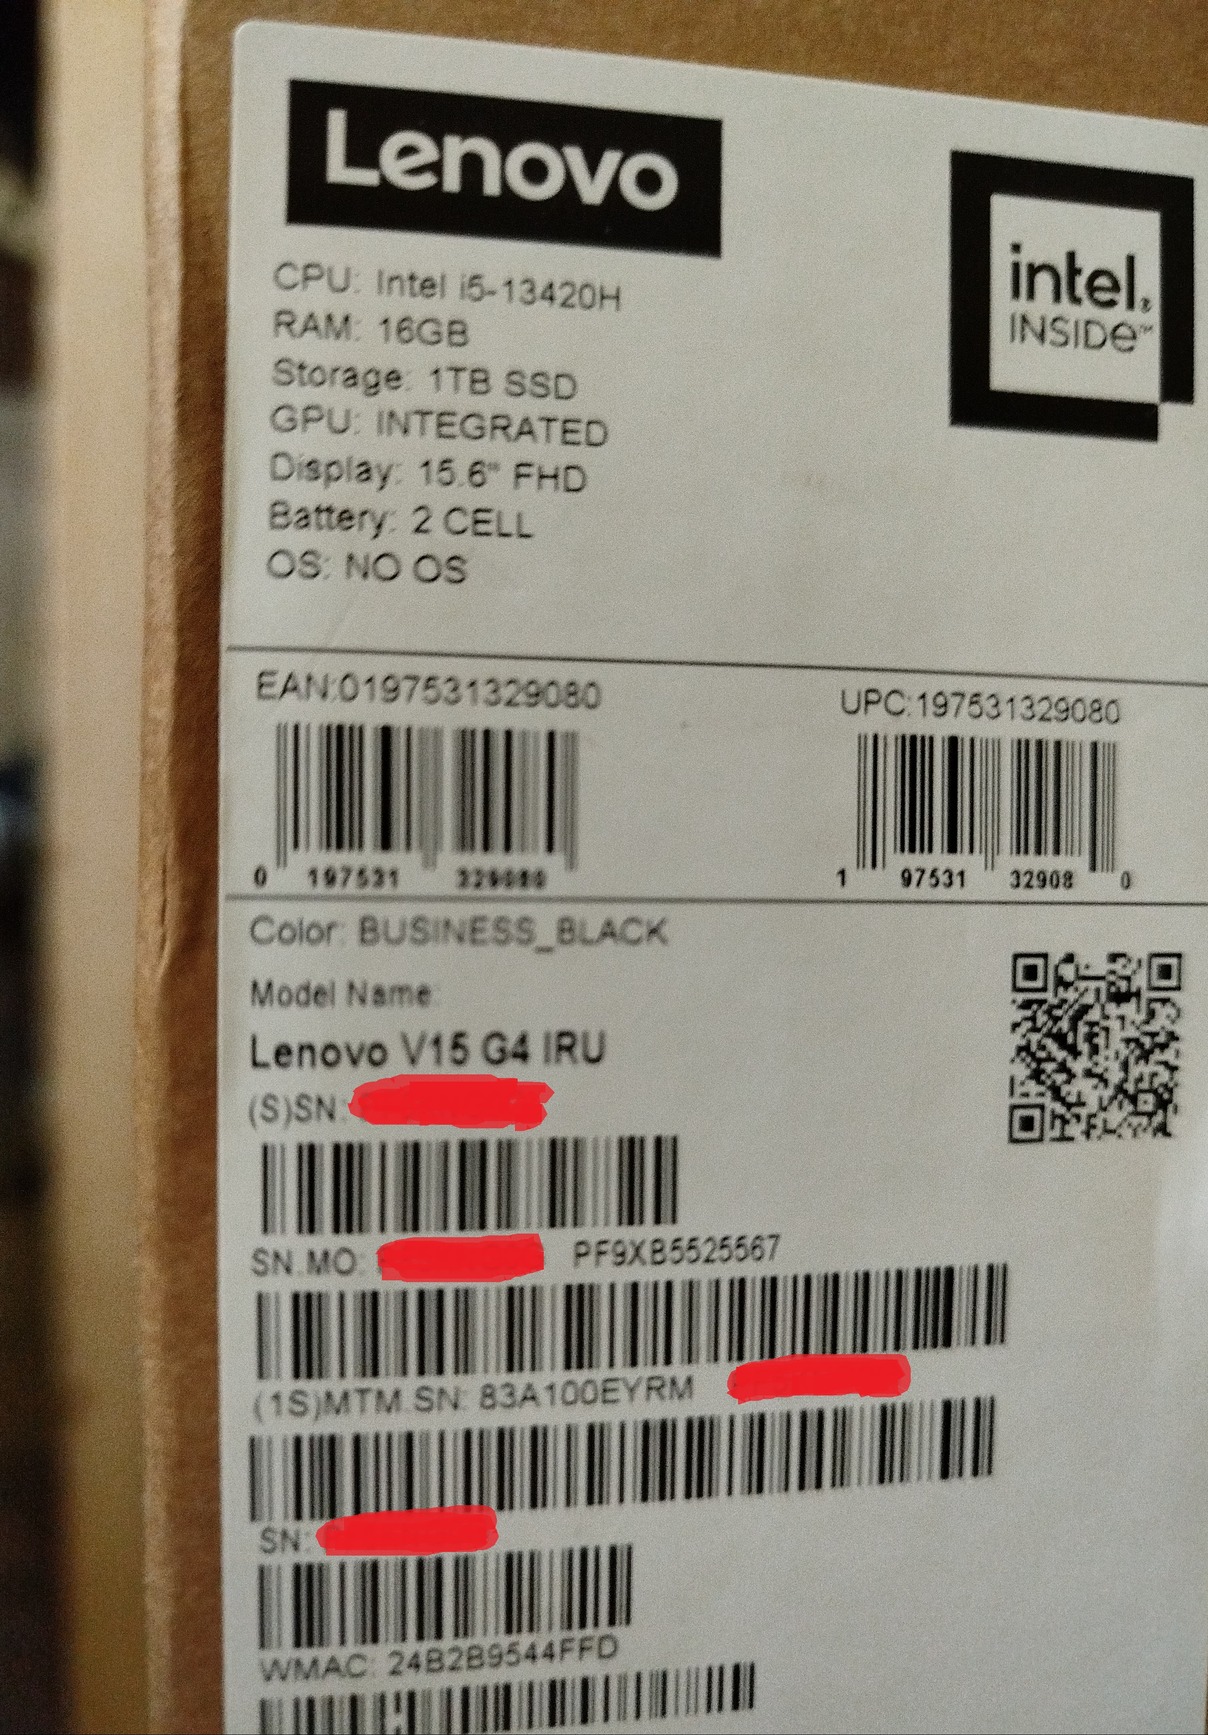 Lenovo
intel.®
INSIDe™
CPU: Intel i5-13420H
RAM: 16GB
Storage: 1TB SSD
GPU: INTEGRATED
Display: 15.6" FHD
Battery: 2 CELL
OS: NO OS
EAN:0197531329080
UPC:197531329080
0 197531 329080
1 97531 32908 0
Color: BUSINESS_BLACK
Model Name:
Lenovo V15 G4 IRU
(S)SN:
SN.MO: PF9XB5525567
(1S)MTM.SN: 83A100EYRM
SN:
WMAC: 24B2B9544FFD